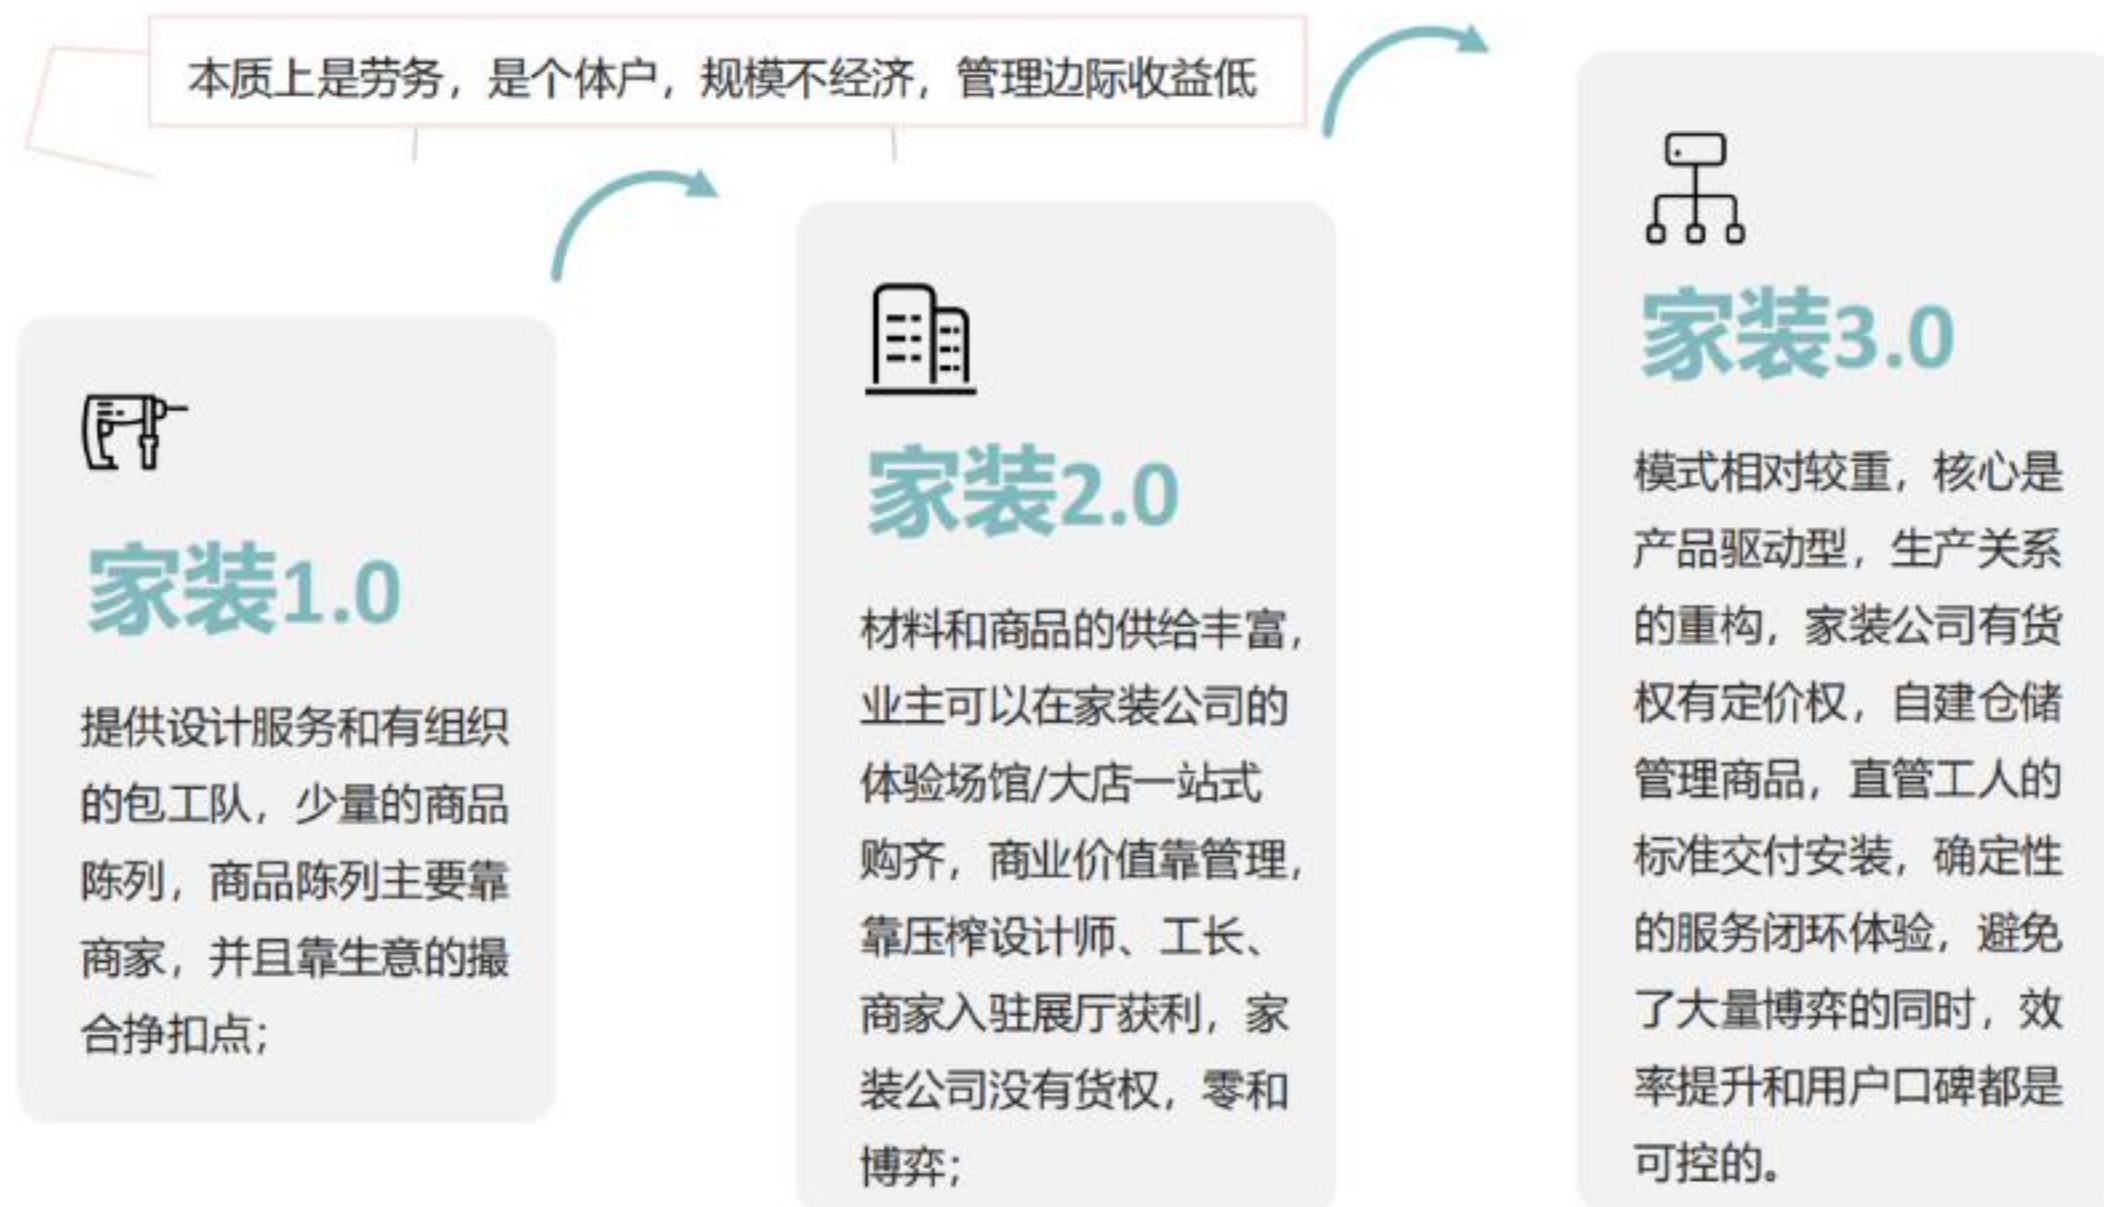 本质上是劳务，是个体户，规模不经济，管理边际收益低
家装1.0
提供设计服务和有组织
的包工队，少量的商品
陈列，商品陈列主要靠
商家，并且靠生意的撮
合挣扣点；
家装2.0
材料和商品的供给丰富，
业主可以在家装公司的
体验场馆/大店一站式
购齐，商业价值靠管理，
靠压榨设计师、工长、
商家入驻展厅获利，家
装公司没有货权，零和
博弈；
家装3.0
模式相对较重，核心是
产品驱动型，生产关系
的重构，家装公司有货
权有定价权，自建仓储
管理商品，直管工人的
标准交付安装，确定性
的服务闭环体验，避免
了大量博弈的同时，效
率提升和用户口碑都是
可控的。